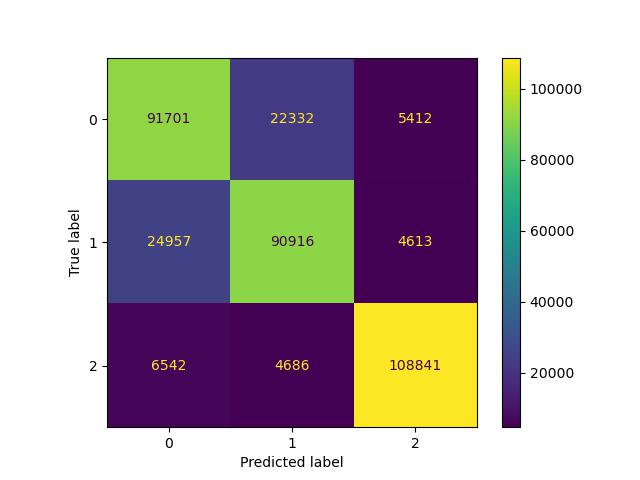 0 91701 22332 5412
1 24957 90916 4613
2 6542 4686 108841
0 1 2
Predicted label
True label
100000
80000
60000
40000
20000